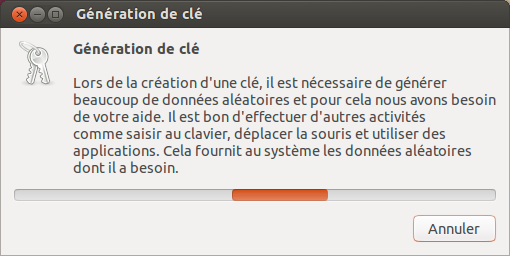 Génération de clé
Génération de clé
Lors de la création d'une clé, il est nécessaire de générer
beaucoup de données aléatoires et pour cela nous avons besoin
de votre aide. Il est bon d'effectuer d'autres activités
comme saisir au clavier, déplacer la souris et utiliser des
applications. Cela fournit au système les données aléatoires
dont il a besoin.
Annuler